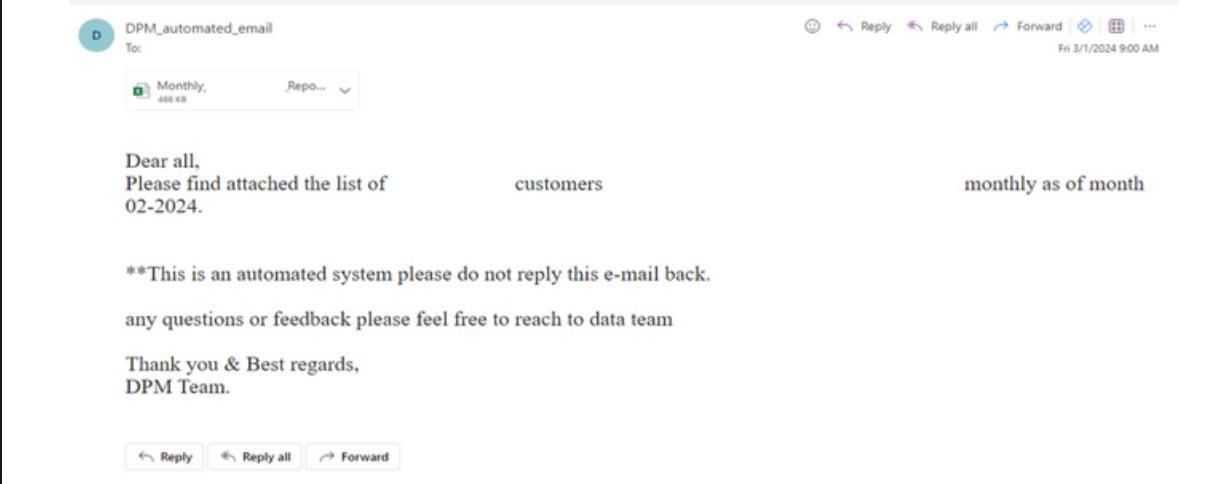 D
DPM_automated_email
Reply Reply all Forward
To:
Fri 3/1/2024 9:00 AM
Monthly, Repo...
488 KB
Dear all,
Please find attached the list of customers monthly as of month
02-2024.
**This is an automated system please do not reply this e-mail back.
any questions or feedback please feel free to reach to data team
Thank you & Best regards,
DPM Team.
Reply Reply all Forward